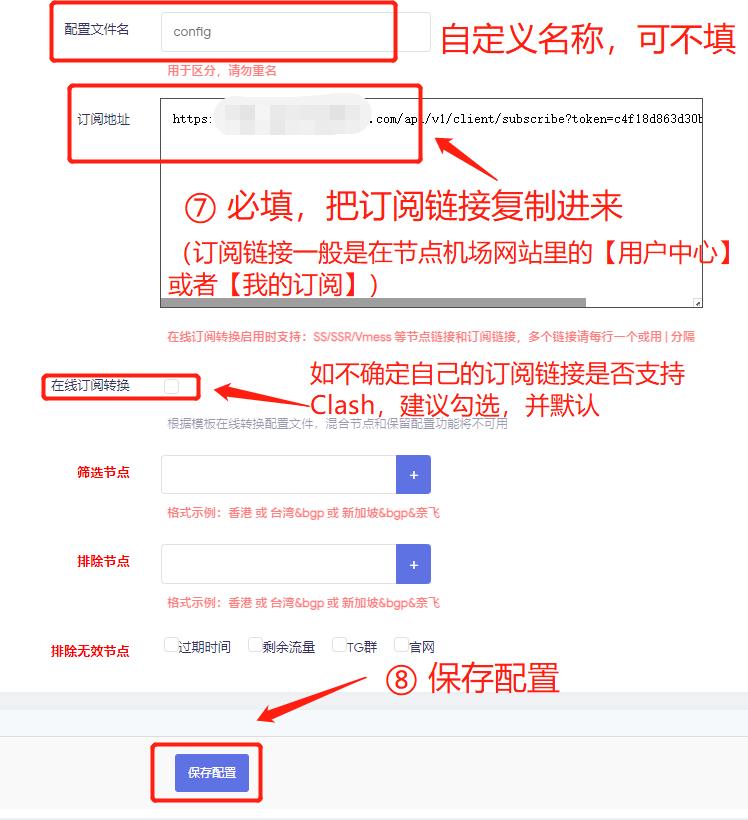 配置文件名
config
自定义名称，可不填
用于区分，请勿重名
订阅地址
https:
.com/api/v1/client/subscribe?token=c4f18d863d30b
⑦ 必填，把订阅链接复制进来
（订阅链接一般是在节点机场网站里的【用户中心】
或者【我的订阅】）
在线订阅转换启用时支持：SS/SSR/Vmess 等节点链接和订阅链接，多个链接请每行一个或用 | 分隔
在线订阅转换
如不确定自己的订阅链接是否支持
Clash，建议勾选，并默认
根据模板在线转换配置文件，混合节点和保留配置功能将不可用
筛选节点
+
格式示例：香港 或 台湾&bgp 或 新加坡&bgp&奈飞
排除节点
+
格式示例：香港 或 台湾&bgp 或 新加坡&bgp&奈飞
排除无效节点
过期时间 剩余流量 TG群 官网
⑧ 保存配置
保存配置